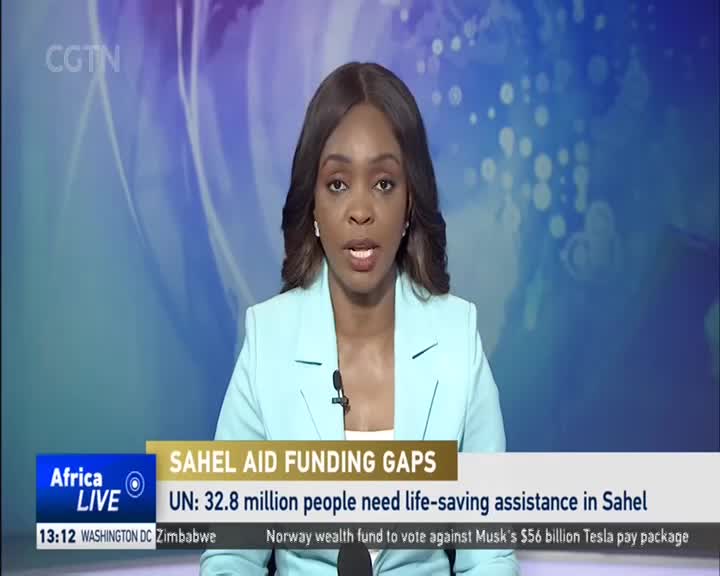 CGTN
SAHEL AID FUNDING GAPS
Africa
LIVE
UN: 32.8 million people need life-saving assistance in Sahel
13:12 WASHINGTON DC Zimbabwe Norway wealth fund to vote against Musk's $56 billion Tesla pay package